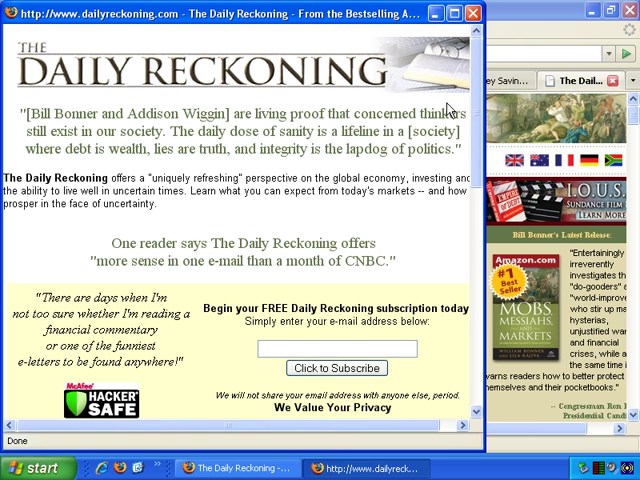 http://www.dailyreckoning.com - The Daily Reckoning - From the Bestselling A...
THE
DAILY RECKONING
"[Bill Bonner and Addison Wiggin] are living proof that concerned thinkers
still exist in our society. The daily dose of sanity is a lifeline in a [society]
where debt is wealth, lies are truth, and integrity is the lapdog of politics."
The Daily Reckoning offers a "uniquely refreshing" perspective on the global economy, investing and
the ability to live well in uncertain times. Learn what you can expect from today's markets -- and how
prosper in the face of uncertainty.
One reader says The Daily Reckoning offers
"more sense in one e-mail than a month of CNBC."
"There are days when I'm
not too sure whether I'm reading a
financial commentary
or one of the funniest
e-letters to be found anywhere!"
McAfee
HACKER
SAFE
Begin your FREE Daily Reckoning subscription today
Simply enter your e-mail address below:
Click to Subscribe
We will not share your email address with anyone else, period.
We Value Your Privacy
Done
ey Savin...
The Dail...
EMPIRE OF DEBT
I.O.U.S.
SUNDANCE FILM
LEARN MORE
Bill Bonner's Latest Release:
Amazon.com
#1
Best
Seller
MOBS,
MESSIAHS,
AND
MARKETS
WILLIAM BONNER
AND LILA RAJIVA
"Entertainingly
irreverently
investigates th
"do-gooders" a
"world-improve
who stir up ma
hysterias,
unjustified war
and financial
crises, while a
the same time i
warns readers how to better protect
themselves and their pocketbooks."
-- Congressman Ron
Presidential Candi
start
The Daily Reckoning -...
http://www.dailyreck...